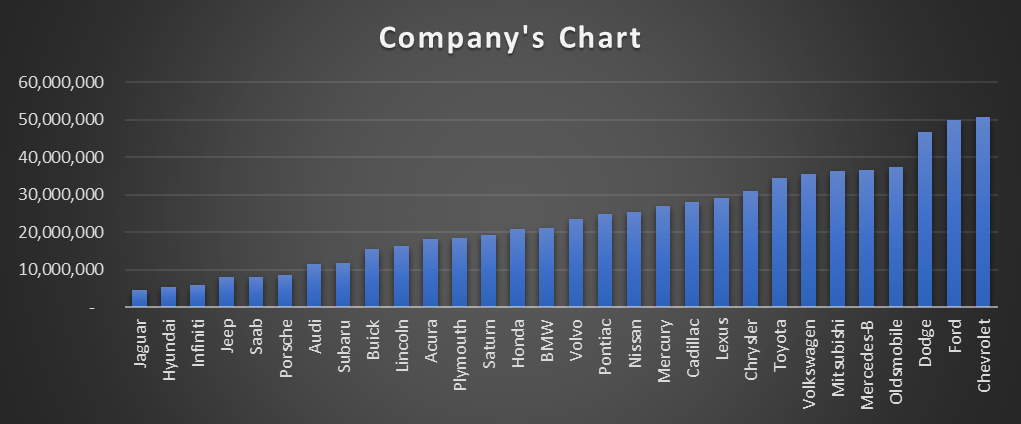 Company's Chart
60,000,000
50,000,000
40,000,000
30,000,000
20,000,000
10,000,000
-
Jaguar
Hyundai
Infiniti
Jeep
Saab
Porsche
Audi
Subaru
Buick
Lincoln
Acura
Plymouth
Saturn
Honda
BMW
Volvo
Pontiac
Nissan
Mercury
Cadillac
Lexus
Chrysler
Toyota
Volkswagen
Mitsubishi
Mercedes-B
Oldsmobile
Dodge
Ford
Chevrolet